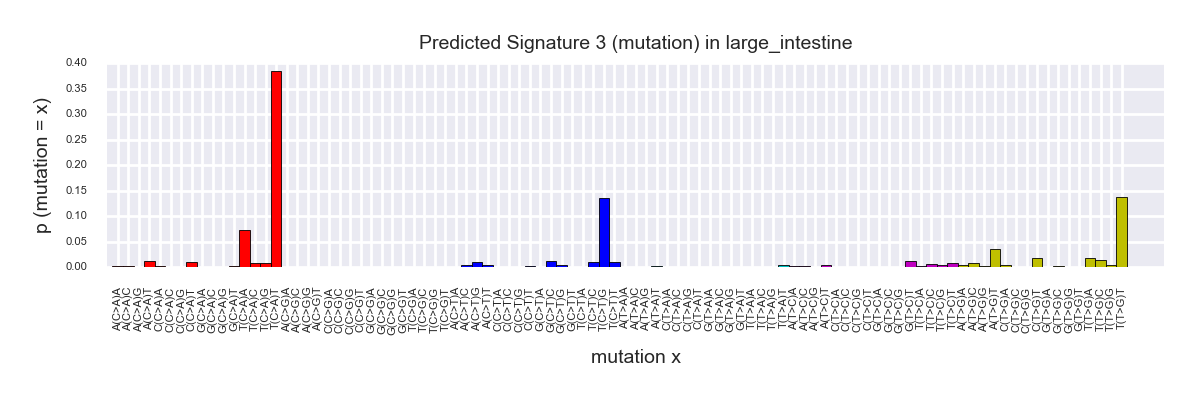 Predicted Signature 3 (mutation) in large_intestine
p (mutation = x)
0.40
0.35
0.30
0.25
0.20
0.15
0.10
0.05
0.00
A(C>A)A
A(C>A)C
A(C>A)G
A(C>A)T
C(C>A)A
C(C>A)C
C(C>A)G
C(C>A)T
G(C>A)A
G(C>A)C
G(C>A)G
G(C>A)T
T(C>A)A
T(C>A)C
T(C>A)G
T(C>A)T
A(C>G)A
A(C>G)C
A(C>G)G
A(C>G)T
C(C>G)A
C(C>G)C
C(C>G)G
C(C>G)T
G(C>G)A
G(C>G)C
G(C>G)G
G(C>G)T
T(C>G)A
T(C>G)C
T(C>G)G
T(C>G)T
A(C>T)A
A(C>T)C
A(C>T)G
A(C>T)T
C(C>T)A
C(C>T)C
C(C>T)G
C(C>T)T
G(C>T)A
G(C>T)C
G(C>T)G
G(C>T)T
T(C>T)A
T(C>T)C
T(C>T)G
T(C>T)T
A(T>A)A
A(T>A)C
A(T>A)G
A(T>A)T
C(T>A)A
C(T>A)C
C(T>A)G
C(T>A)T
G(T>A)A
G(T>A)C
G(T>A)G
G(T>A)T
T(T>A)A
T(T>A)C
T(T>A)G
T(T>A)T
A(T>C)A
A(T>C)C
A(T>C)G
A(T>C)T
C(T>C)A
C(T>C)C
C(T>C)G
C(T>C)T
G(T>C)A
G(T>C)C
G(T>C)G
G(T>C)T
T(T>C)A
T(T>C)C
T(T>C)G
T(T>C)T
A(T>G)A
A(T>G)C
A(T>G)G
A(T>G)T
C(T>G)A
C(T>G)C
C(T>G)G
C(T>G)T
G(T>G)A
G(T>G)C
G(T>G)G
G(T>G)T
T(T>G)A
T(T>G)C
T(T>G)G
T(T>G)T
mutation x